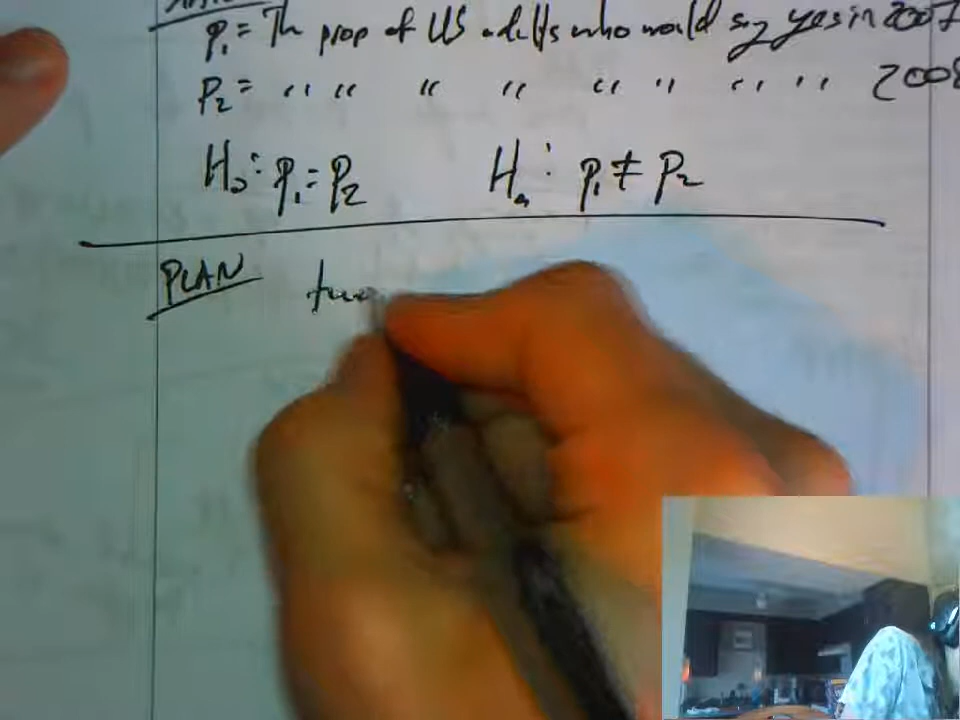 p₁ = The prop of US adults who would say yes in 2007
p₂ = " " " " " " " " " 2008
H₀: p₁ = p₂ Hₐ: p₁ ≠ p₂
PLAN two